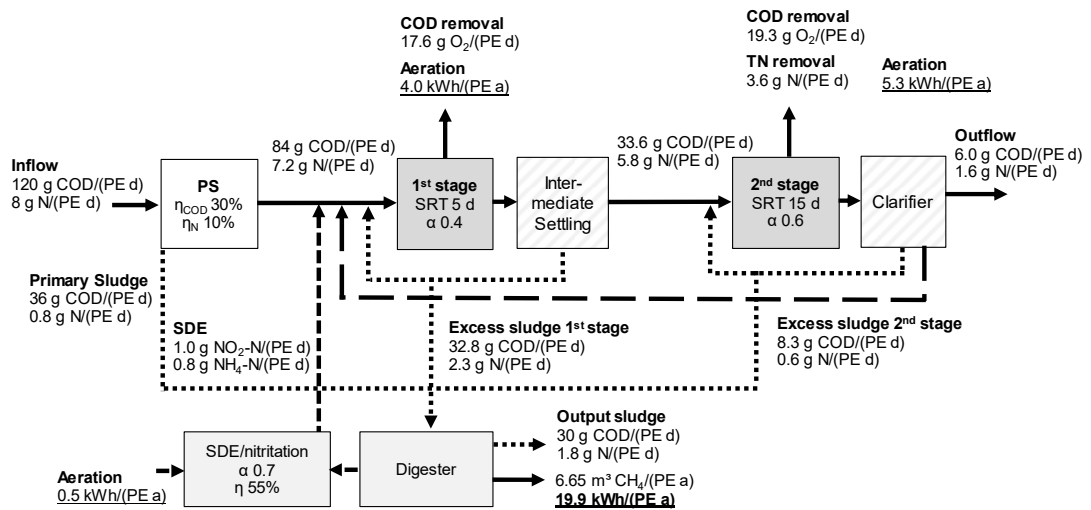 COD removal
17.6 g O₂/(PE d)
Aeration
4.0 kWh/(PE a)
COD removal
19.3 g O₂/(PE d)
TN removal
3.6 g N/(PE d)
Aeration
5.3 kWh/(PE a)
Inflow
120 g COD/(PE d)
8 g N/(PE d)
PS
ηCOD 30%
ηN 10%
84 g COD/(PE d)
7.2 g N/(PE d)
1st stage
SRT 5 d
α 0.4
Inter-
mediate
Settling
33.6 g COD/(PE d)
5.8 g N/(PE d)
2nd stage
SRT 15 d
α 0.6
Clarifier
Outflow
6.0 g COD/(PE d)
1.6 g N/(PE d)
Primary Sludge
36 g COD/(PE d)
0.8 g N/(PE d)
SDE
1.0 g NO₂-N/(PE d)
0.8 g NH₄-N/(PE d)
Excess sludge 1st stage
32.8 g COD/(PE d)
2.3 g N/(PE d)
Excess sludge 2nd stage
8.3 g COD/(PE d)
0.6 g N/(PE d)
Aeration
0.5 kWh/(PE a)
SDE/nitritation
α 0.7
η 55%
Digester
Output sludge
30 g COD/(PE d)
1.8 g N/(PE d)
6.65 m³ CH₄/(PE a)
19.9 kWh/(PE a)